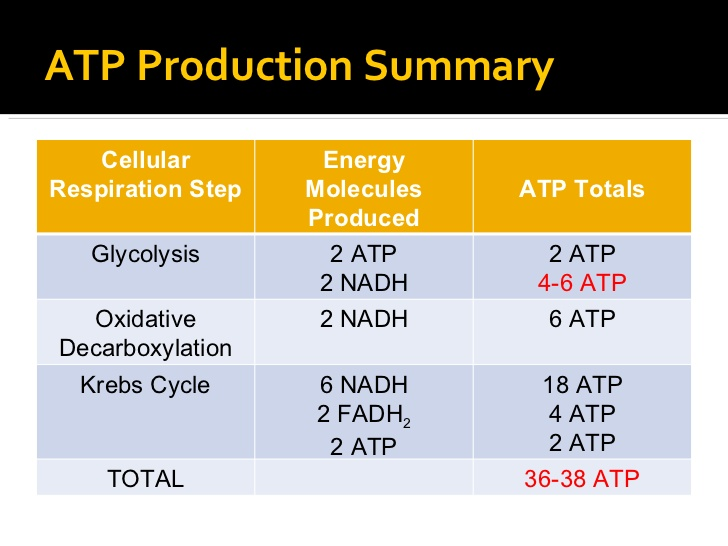 ATP Production Summary
Cellular
Respiration Step
Energy
Molecules
Produced
ATP Totals
Glycolysis
2 ATP
2 NADH
2 ATP
4-6 ATP
Oxidative
Decarboxylation
2 NADH
6 ATP
Krebs Cycle
6 NADH
2 FADH₂
2 ATP
18 ATP
4 ATP
2 ATP
TOTAL
36-38 ATP